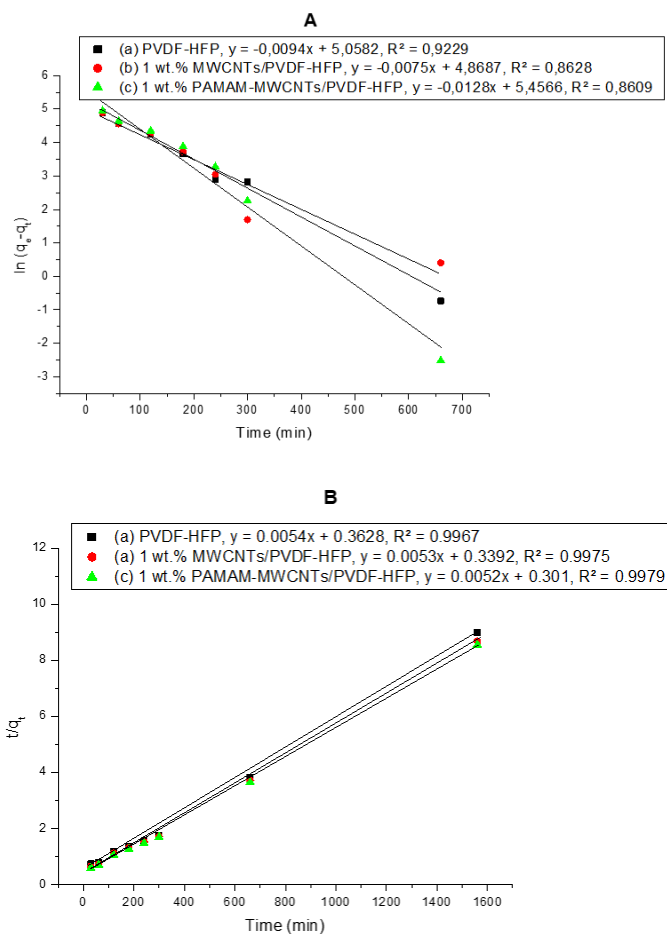 A
(a) PVDF-HFP, y = -0,0094x + 5,0582, R² = 0,9229
(b) 1 wt.% MWCNTs/PVDF-HFP, y = -0,0075x + 4,8687, R² = 0,8628
(c) 1 wt.% PAMAM-MWCNTs/PVDF-HFP, y = -0,0128x + 5,4566, R² = 0,8609
ln (qe-qt)
6
5
4
3
2
1
0
-1
-2
-3
0 100 200 300 400 500 600 700
Time (min)
B
(a) PVDF-HFP, y = 0.0054x + 0.3628, R² = 0.9967
(a) 1 wt.% MWCNTs/PVDF-HFP, y = 0.0053x + 0.3392, R² = 0.9975
(c) 1 wt.% PAMAM-MWCNTs/PVDF-HFP, y = 0.0052x + 0.301, R² = 0.9979
t/qt
12
10
8
6
4
2
0
0 200 400 600 800 1000 1200 1400 1600
Time (min)